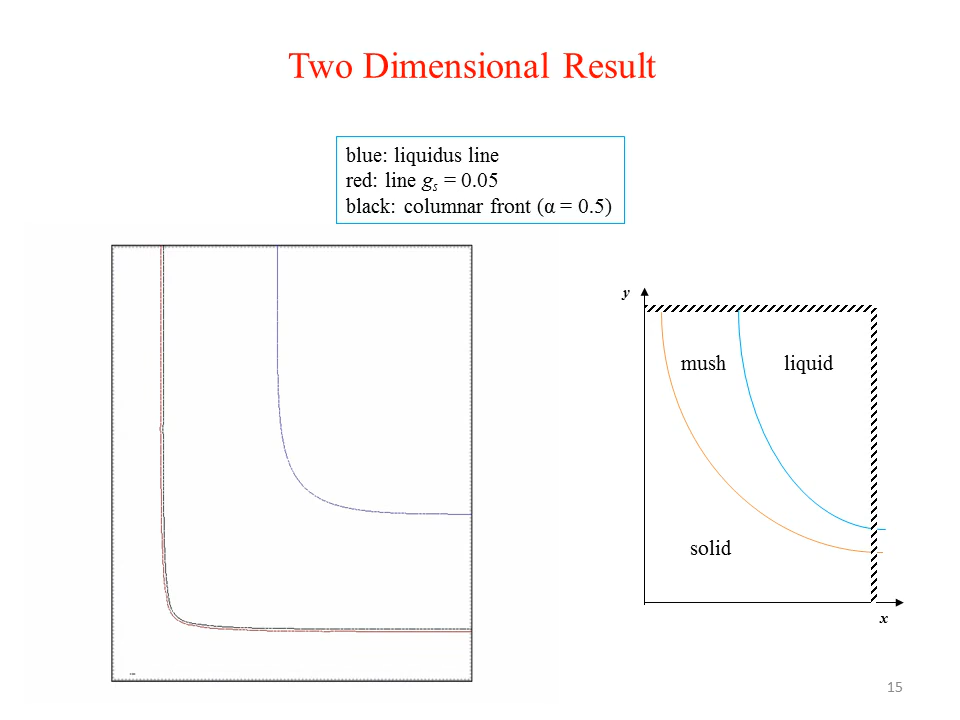 Two Dimensional Result
blue: liquidus line
red: line gₛ = 0.05
black: columnar front (α = 0.5)
y
mush
liquid
solid
x
15